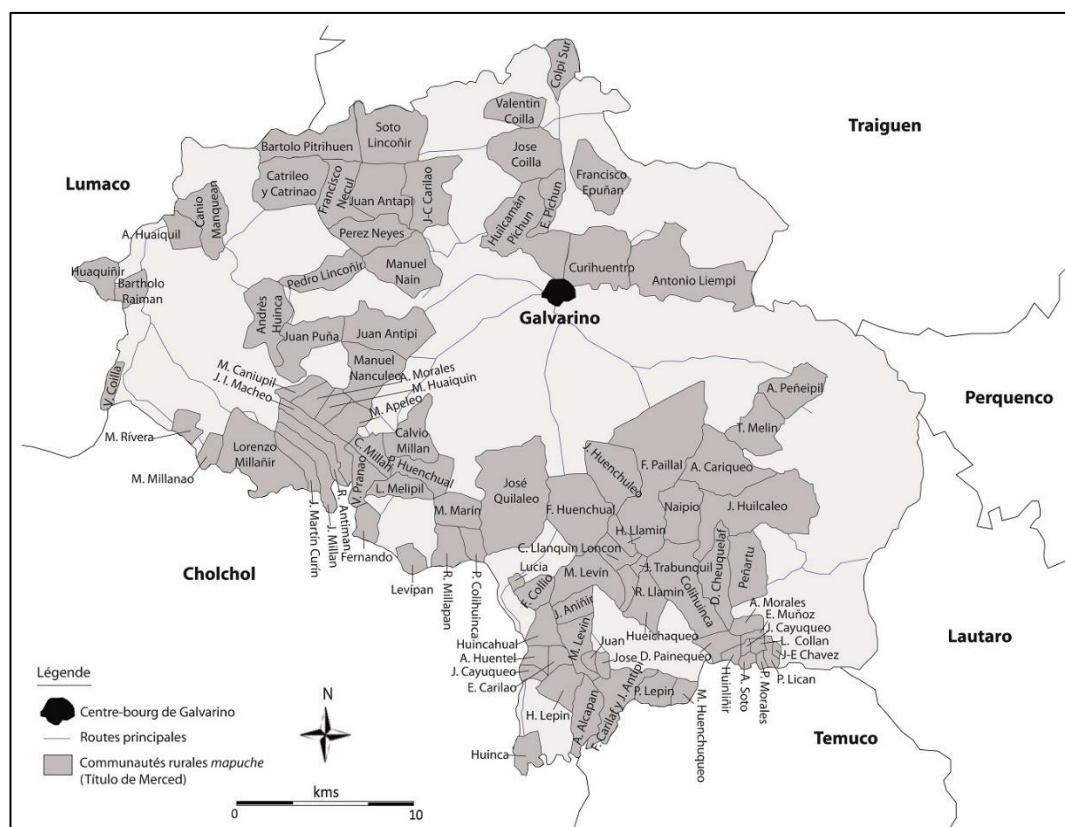 Colpi Sur
Valentin
Coilla
Traiguen
Soto
Lincoñir
Bartolo Pitrihuen
Jose
Coilla
Lumaco
Catrileo
y Catrinao
Francisco
Necul
Juan Antapi
J-C Carilao
Francisco
Epuñan
Canio
Manquean
Huilcamán
Pichun
E. Pichun
A. Huaiquil
Perez Neyes
Huaquiñir
Bartholo
Raiman
Pedro Lincoñir
Manuel
Nain
Curihuentro
Antonio Liempi
Galvarino
Andrès
Huinca
Juan Puña
Juan Antipi
Manuel
Nanculeo
M. Caniupil
J. I. Macheo
A. Morales
M. Huaiquin
M. Apeleo
V. Coilla
A. Peñeipil
Perquenco
T. Melin
M. Rivera
Lorenzo
Millañir
M. Millanao
Calvio
Millan
C. Millan
P. Huenchual
V. Pranao
L. Melipil
José
Quilaleo
J. Huenchuleo
F. Paillal
A. Cariqueo
M. Marín
F. Huenchual
Naipio
J. Huilcaleo
R. Antiman
J. Millan
J. Martin Curin
Fernando
Levipan
H. Llamin
C. Llanquin Loncon
Lucia
F. Collio
M. Levín
J. Trabunquil
R. Llamin
Colihuinca
D. Cheuquelaf
Peñartu
Cholchol
R. Millapan
P. Colihuinca
J. Aniñir
Hueichaqueo
A. Morales
E. Muñoz
J. Cayuqueo
L. Collan
J-E Chavez
P. Lican
Lautaro
Huincahual
A. Huentel
J. Cayuqueo
E. Carilao
M. Levin
Juan
Jose
D. Painequeo
Huinliñir
A. Soto
P. Morales
M. Huenchuqueo
P. Lepin
H. Lepin
A. Alcapan
F. Carilaf y J. Antipi
Huinca
Temuco
Légende
Centre-bourg de Galvarino
Routes principales
Communautés rurales mapuche
(Título de Merced)
N
kms
0
10